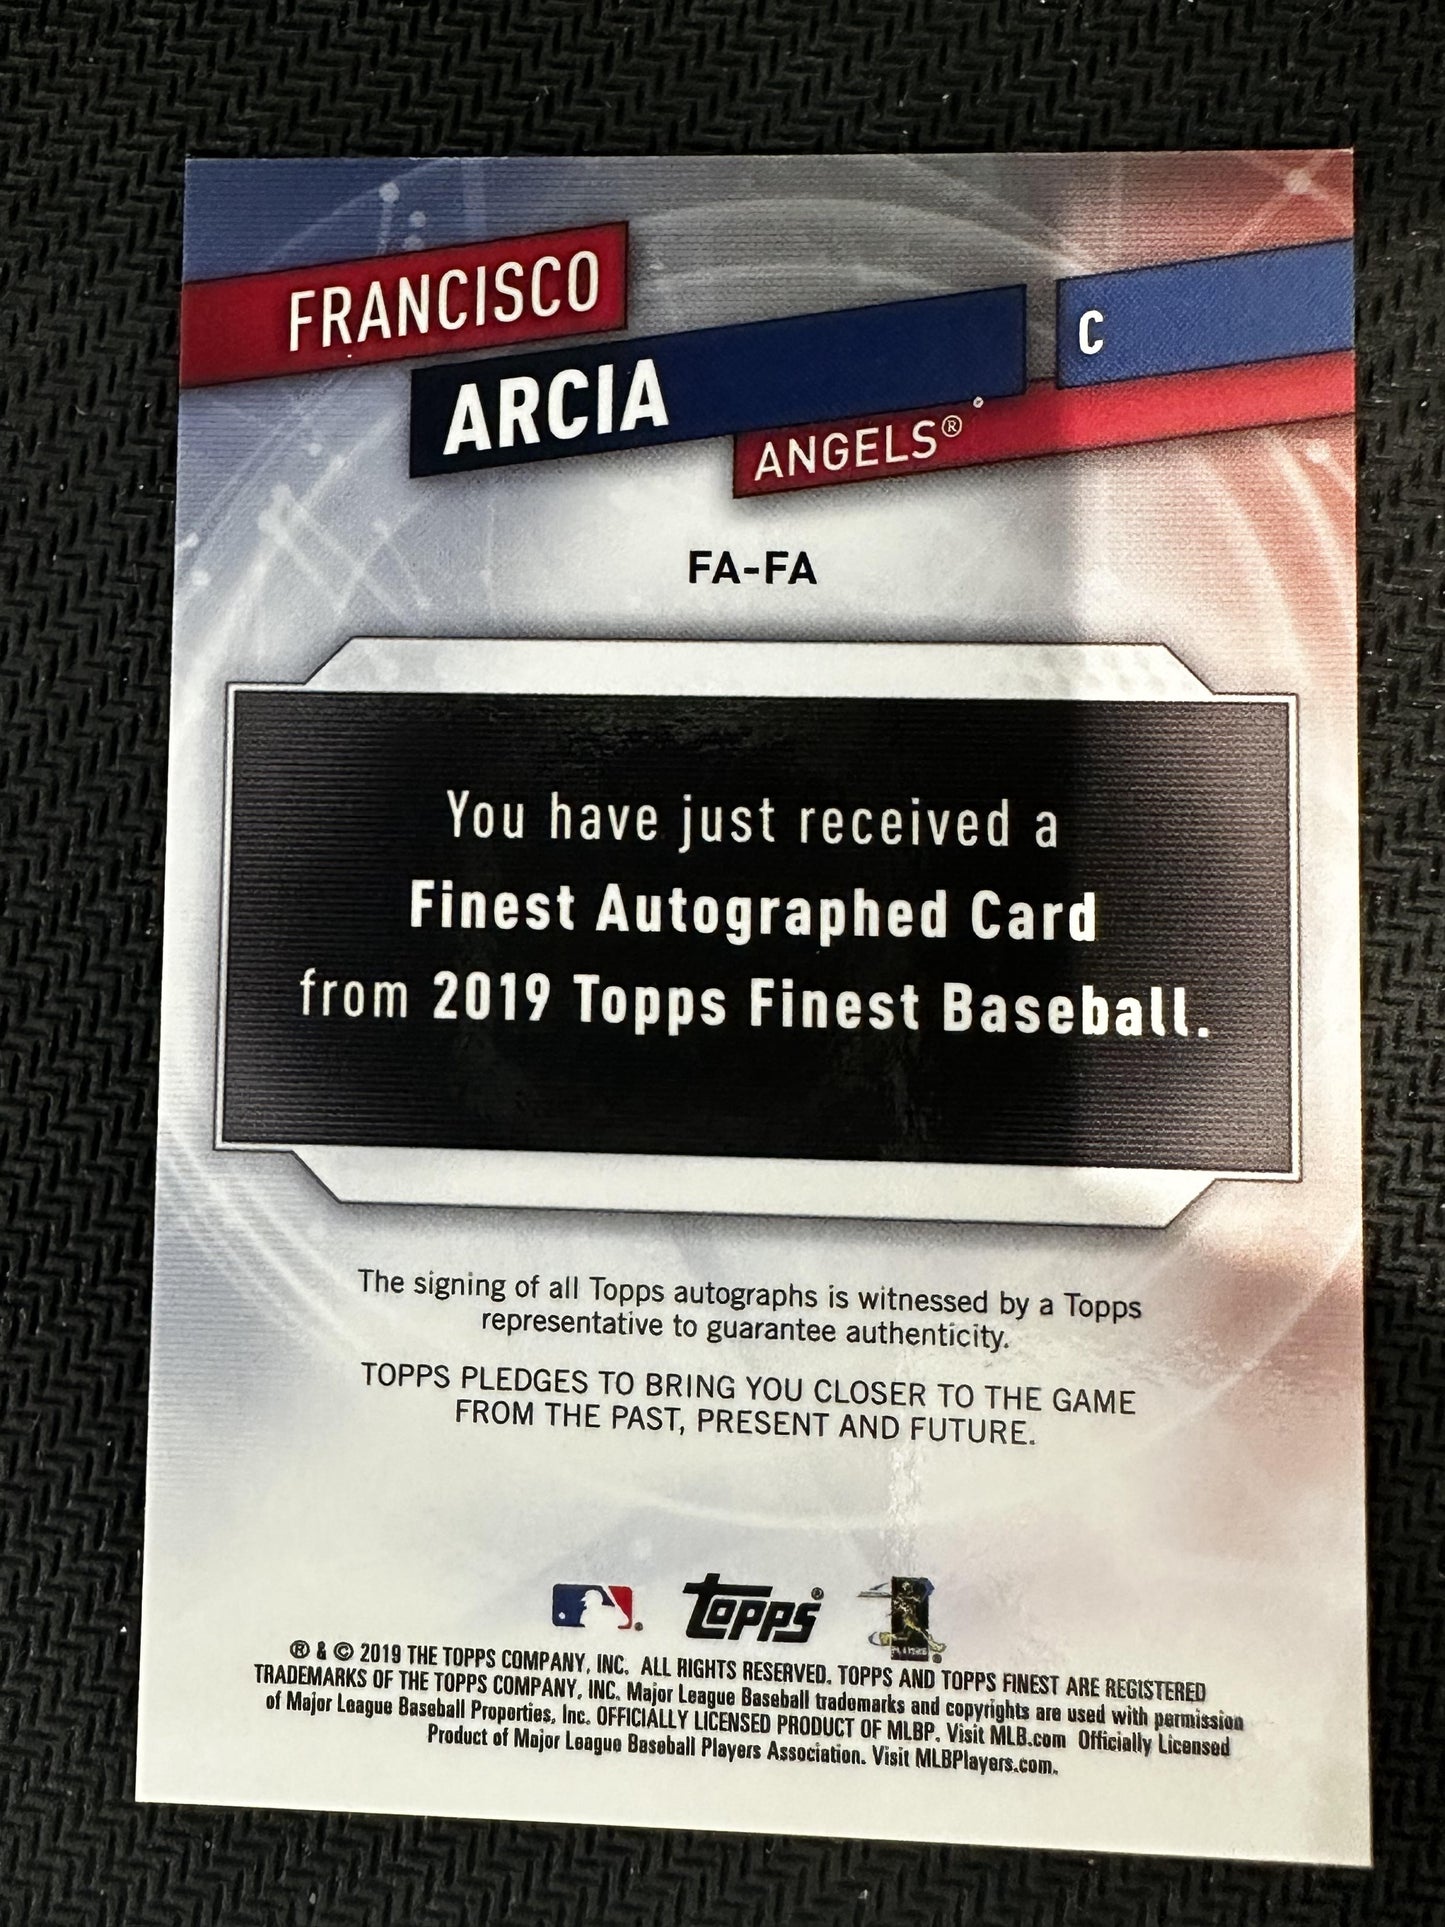 FRANCISCO
ARCIA
C
ANGELS®
FA-FA
You have just received a
Finest Autographed Card
from 2019 Topps Finest Baseball.
The signing of all Topps autographs is witnessed by a Topps
representative to guarantee authenticity.
TOPPS PLEDGES TO BRING YOU CLOSER TO THE GAME
FROM THE PAST, PRESENT AND FUTURE.
topps®
PLAYERS
® & © 2019 THE TOPPS COMPANY, INC. ALL RIGHTS RESERVED. TOPPS AND TOPPS FINEST ARE REGISTERED
TRADEMARKS OF THE TOPPS COMPANY, INC. Major League Baseball trademarks and copyrights are used with permission
of Major League Baseball Properties, Inc. OFFICIALLY LICENSED PRODUCT OF MLBP. Visit MLB.com Officially Licensed
Product of Major League Baseball Players Association. Visit MLBPlayers.com.